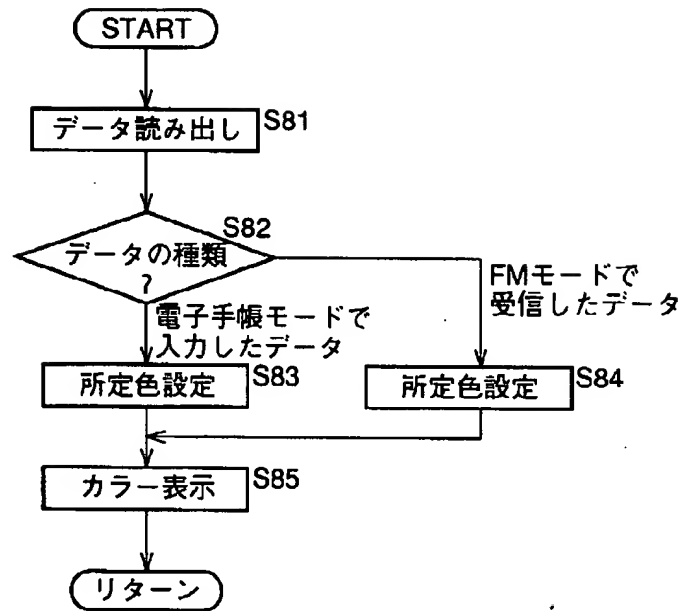 START
データ読み出し
S81
S82
データの種類
?
FMモードで
受信したデータ
電子手帳モードで
入力したデータ
所定色設定
S83
所定色設定
S84
カラー表示
S85
リターン